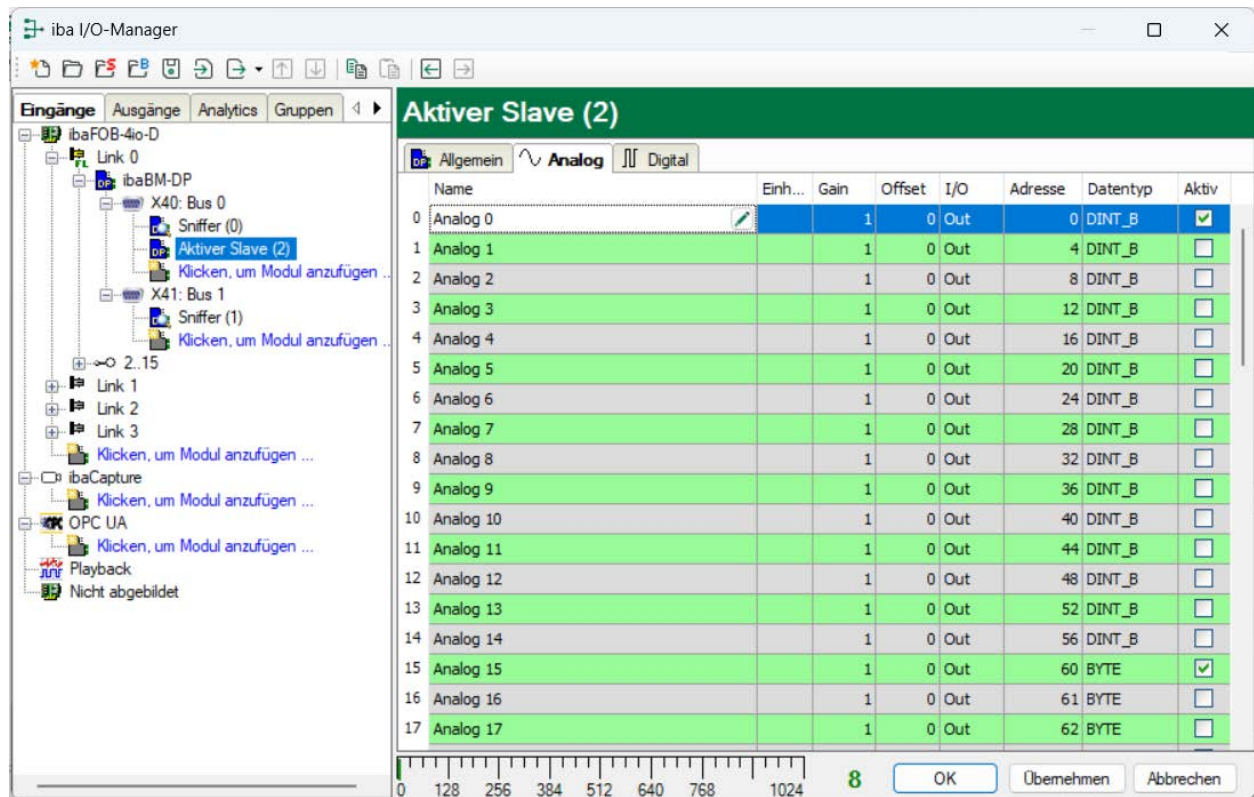 iba I/O-Manager
Eingänge Ausgänge Analytics Gruppen
ibaFOB-4io-D
Link 0
ibaBM-DP
X40: Bus 0
Sniffer (0)
Aktiver Slave (2)
Klicken, um Modul anzufügen ..
X41: Bus 1
Sniffer (1)
Klicken, um Modul anzufügen ..
2..15
Link 1
Link 2
Link 3
Klicken, um Modul anzufügen ...
ibaCapture
Klicken, um Modul anzufügen ...
OPC UA
Klicken, um Modul anzufügen ...
Playback
Nicht abgebildet
Aktiver Slave (2)
Allgemein Analog Digital
Name Einh... Gain Offset I/O Adresse Datentyp Aktiv
0 Analog 0 1 0 Out 0 DINT_B
1 Analog 1 1 0 Out 4 DINT_B
2 Analog 2 1 0 Out 8 DINT_B
3 Analog 3 1 0 Out 12 DINT_B
4 Analog 4 1 0 Out 16 DINT_B
5 Analog 5 1 0 Out 20 DINT_B
6 Analog 6 1 0 Out 24 DINT_B
7 Analog 7 1 0 Out 28 DINT_B
8 Analog 8 1 0 Out 32 DINT_B
9 Analog 9 1 0 Out 36 DINT_B
10 Analog 10 1 0 Out 40 DINT_B
11 Analog 11 1 0 Out 44 DINT_B
12 Analog 12 1 0 Out 48 DINT_B
13 Analog 13 1 0 Out 52 DINT_B
14 Analog 14 1 0 Out 56 DINT_B
15 Analog 15 1 0 Out 60 BYTE
16 Analog 16 1 0 Out 61 BYTE
17 Analog 17 1 0 Out 62 BYTE
0 128 256 384 512 640 768 1024 8 OK Übernehmen Abbrechen